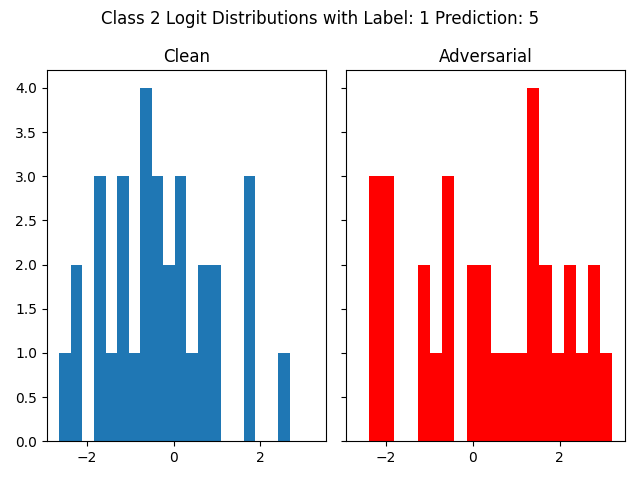 Class 2 Logit Distributions with Label: 1 Prediction: 5
Clean
Adversarial
4.0
3.5
3.0
2.5
2.0
1.5
1.0
0.5
0.0
−2 0 2
−2 0 2